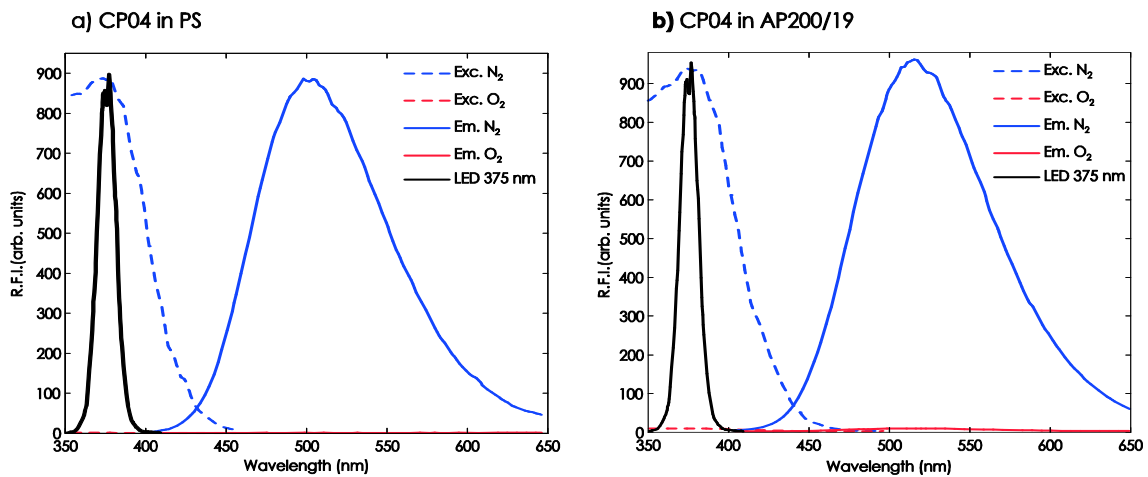 a) CP04 in PS
900
800
700
600
500
400
300
200
100
0
R.F.I.(arb. units)
350 400 450 500 550 600 650
Wavelength (nm)
Exc. N₂
Exc. O₂
Em. N₂
Em. O₂
LED 375 nm
b) CP04 in AP200/19
900
800
700
600
500
400
300
200
100
0
R.F.I.(arb. units)
350 400 450 500 550 600 650
Wavelength (nm)
Exc. N₂
Exc. O₂
Em. N₂
Em. O₂
LED 375 nm